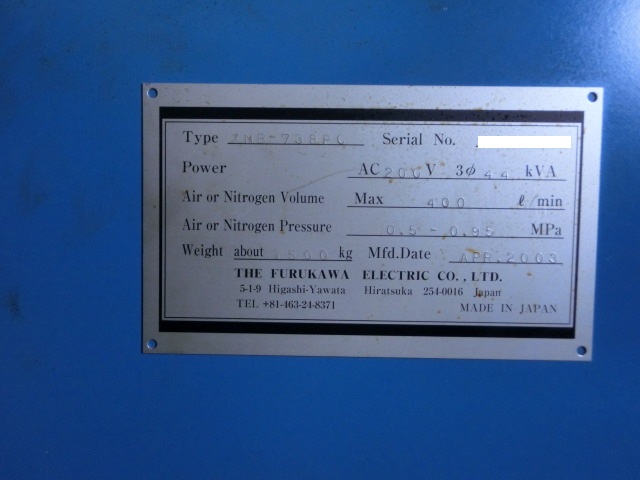 Type Serial No.
Power AC 200 V 3φ 44 kVA
Air or Nitrogen Volume Max 400 ℓ/min
Air or Nitrogen Pressure 0.5 - 0.95 MPa
Weight about kg Mfd.Date APR.2003
THE FURUKAWA ELECTRIC CO., LTD.
5-1-9 Higashi-Yawata Hiratsuka 254-0016 Japan
TEL +81-463-24-8371 MADE IN JAPAN